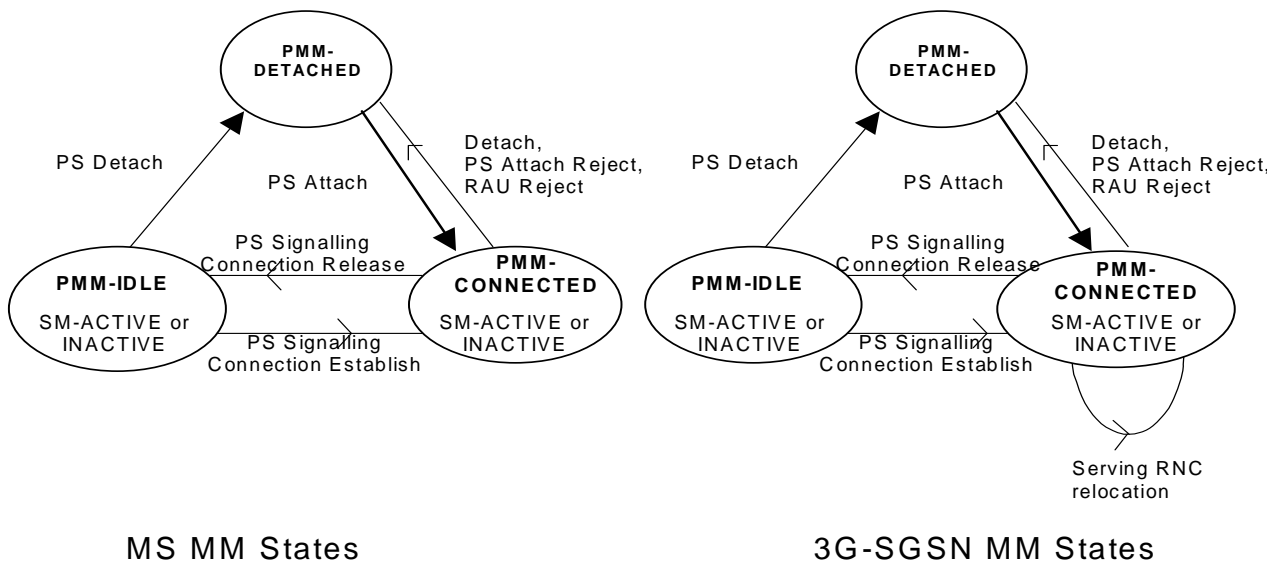 PMM-
DETACHED
PS Detach
PS Attach
Detach,
PS Attach Reject,
RAU Reject
PS Signalling
Connection Release
PMM-IDLE
SM-ACTIVE or
INACTIVE
PMM-
CONNECTED
SM-ACTIVE or
INACTIVE
PS Signalling
Connection Establish
MS MM States
PMM-
DETACHED
PS Detach
PS Attach
Detach,
PS Attach Reject,
RAU Reject
PS Signalling
Connection Release
PMM-IDLE
SM-ACTIVE or
INACTIVE
PMM-
CONNECTED
SM-ACTIVE or
INACTIVE
PS Signalling
Connection Establish
Serving RNC
relocation
3G-SGSN MM States